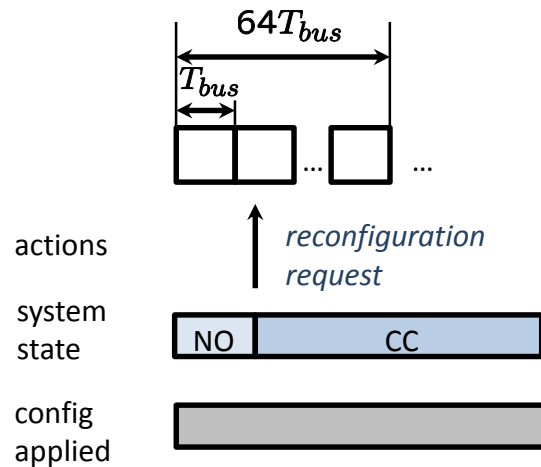 64T_bus
T_bus
... ...
actions
reconfiguration
request
system
state
NO CC
config
applied